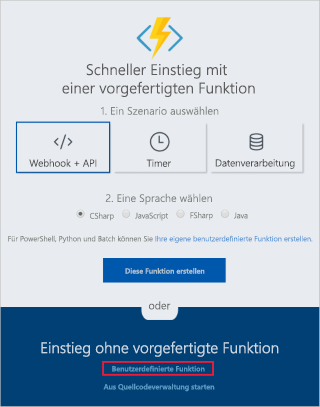 Schneller Einstieg mit
einer vorgefertigten Funktion
1. Ein Szenario auswählen
Webhook + API
Timer
Datenverarbeitung
2. Eine Sprache wählen
CSharp
JavaScript
FSharp
Java
Für PowerShell, Python und Batch können Sie Ihre eigene benutzerdefinierte Funktion erstellen.
Diese Funktion erstellen
oder
Einstieg ohne vorgefertigte Funktion
Benutzerdefinierte Funktion
Aus Quellcodeverwaltung starten